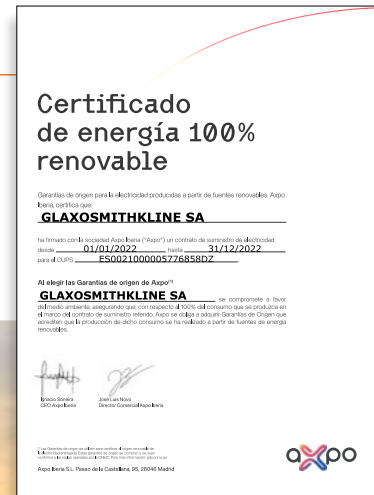 Certificado
de energía 100%
renovable
Garantías de origen para la electricidad producidas a partir de fuentes renovables. Axpo
Iberia, certifica que:
GLAXOSMITHKLINE SA
ha firmado con la sociedad Axpo Iberia ("Axpo") un contrato de suministro de electricidad
desde 01/01/2022 hasta 31/12/2022
para el CUPS ES0021000005776858DZ
Al elegir las Garantías de origen de Axpo(1)
GLAXOSMITHKLINE SA se compromete a favor
del medio ambiente, asegurando que, con respecto al 100% del consumo que se produzca en
el marco del contrato de suministro referido, Axpo se obliga a adquirir Garantías de Origen que
acrediten que la producción de dicho consumo se ha realizado a partir de fuentes de energía
renovables.
Ignacio Soneira José Luis Novo
CEO Axpo Iberia Director Comercial Axpo Iberia
axpo
Axpo Iberia S.L. Paseo de la Castellana, 95, 28046 Madrid